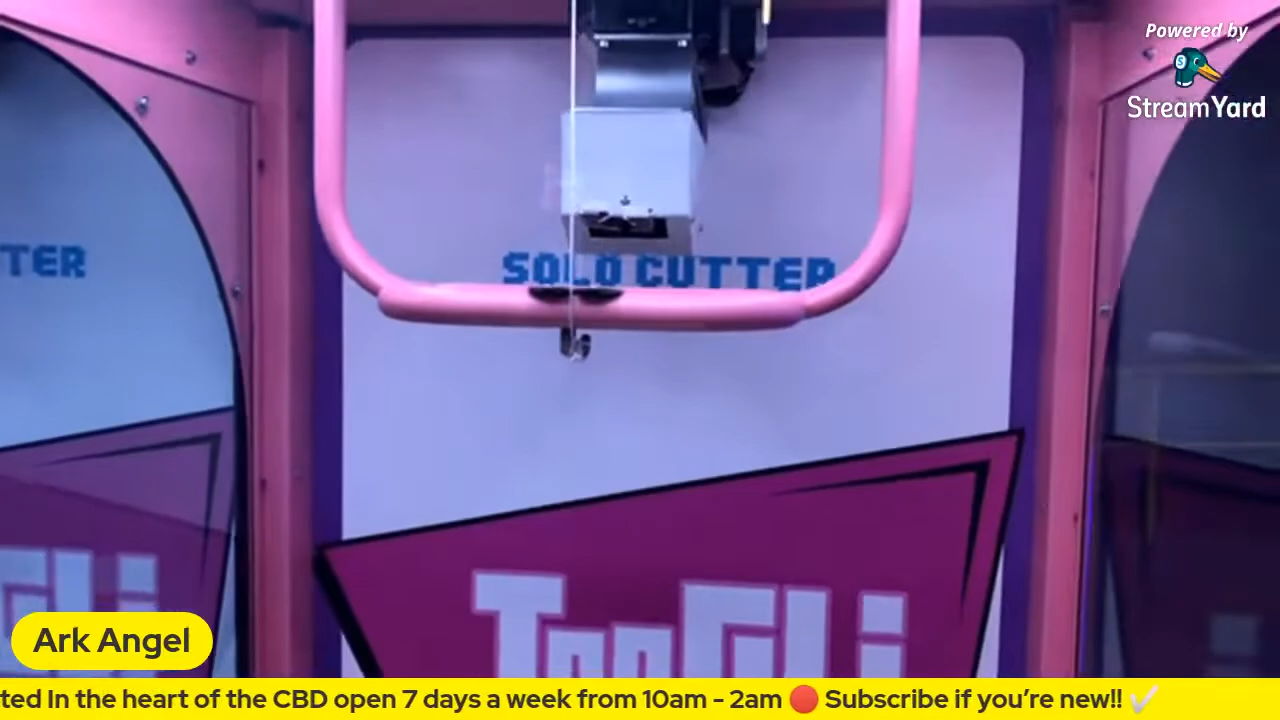 Powered by
StreamYard
SOLO CUTTER
TER
Ark Angel
ted In the heart of the CBD open 7 days a week from 10am - 2am 🔴 Subscribe if you're new!! ✔️